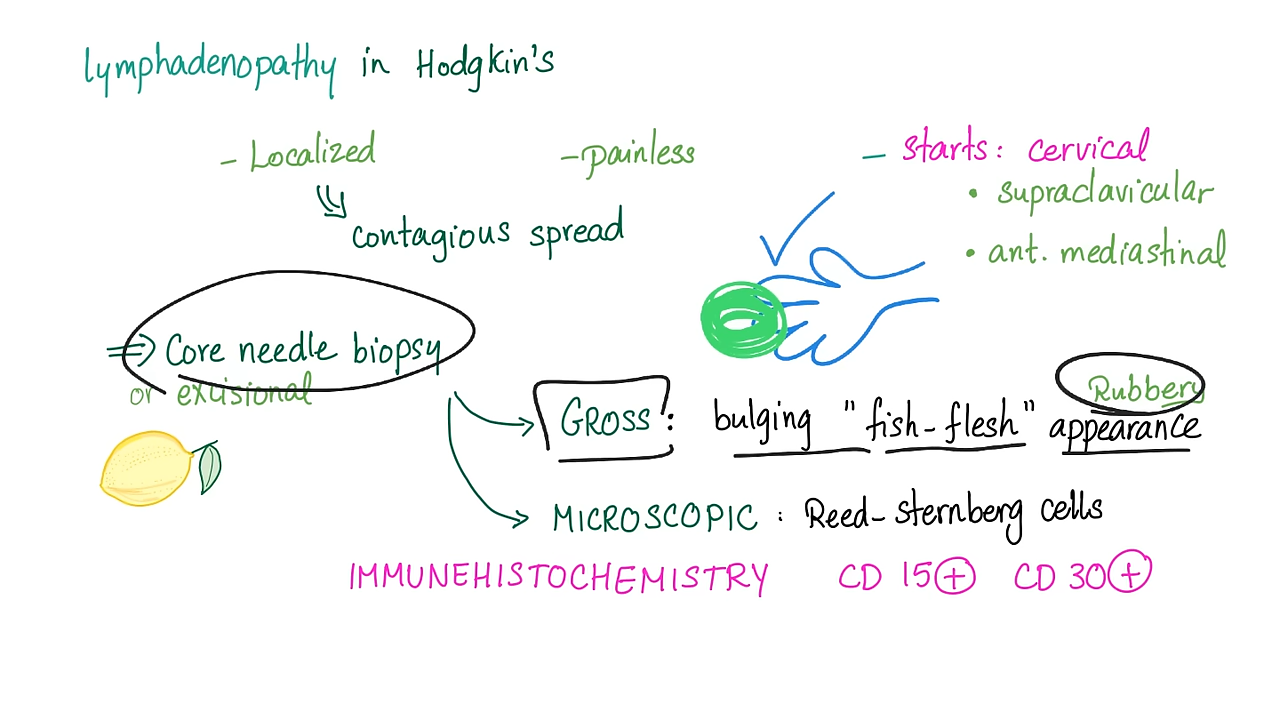 lymphadenopathy in Hodgkin's
- Localized
- painless
- starts: cervical
• supraclavicular
contagious spread
• ant. mediastinal
⇒ Core needle biopsy
or excisional
Rubbery
GROSS: bulging "fish-flesh" appearance
MICROSCOPIC : Reed-sternberg cells
IMMUNEHISTOCHEMISTRY CD 15+ CD 30+